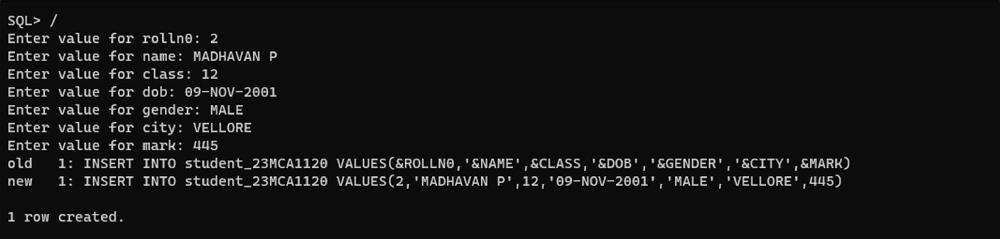 SQL> /
Enter value for rolln0: 2
Enter value for name: MADHAVAN P
Enter value for class: 12
Enter value for dob: 09-NOV-2001
Enter value for gender: MALE
Enter value for city: VELLORE
Enter value for mark: 445
old   1: INSERT INTO student_23MCA1120 VALUES(&ROLLN0,'&NAME',&CLASS,'&DOB','&GENDER','&CITY',&MARK)
new   1: INSERT INTO student_23MCA1120 VALUES(2,'MADHAVAN P',12,'09-NOV-2001','MALE','VELLORE',445)
1 row created.